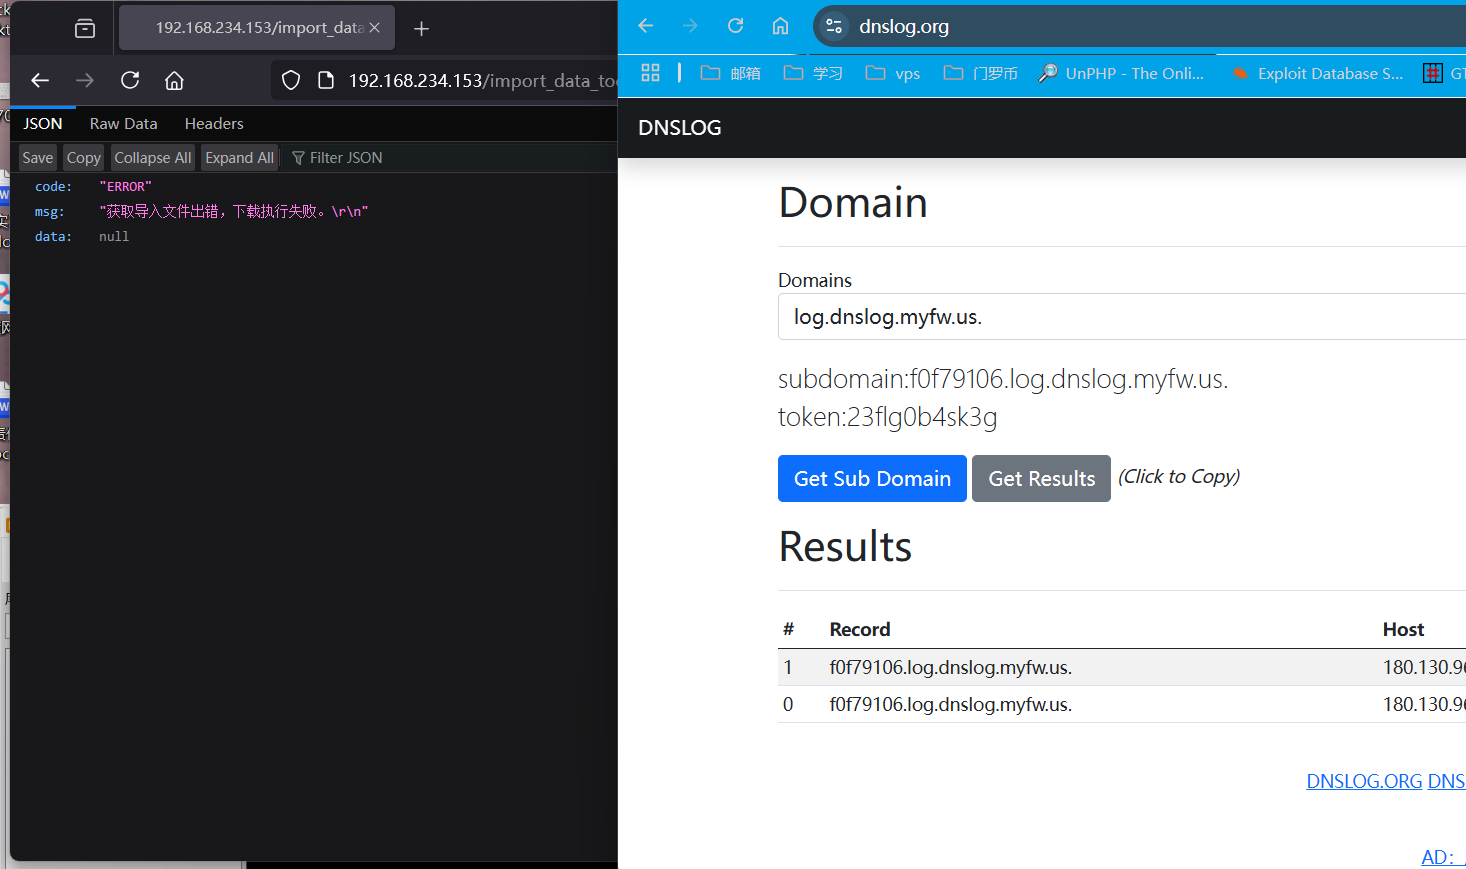 192.168.234.153/import_data
192.168.234.153/import_data_to
JSON Raw Data Headers
Save Copy Collapse All Expand All Filter JSON
code: "ERROR"
msg: "获取导入文件出错，下载执行失败。\r\n"
data: null
dnslog.org
邮箱 学习 vps 门罗币 UnPHP - The Onli... Exploit Database S... GT
DNSLOG
Domain
Domains
log.dnslog.myfw.us.
subdomain:f0f79106.log.dnslog.myfw.us.
token:23flg0b4sk3g
Get Sub Domain Get Results (Click to Copy)
Results
# Record Host
1 f0f79106.log.dnslog.myfw.us. 180.130.96
0 f0f79106.log.dnslog.myfw.us. 180.130.96
DNSLOG.ORG DNS
AD: